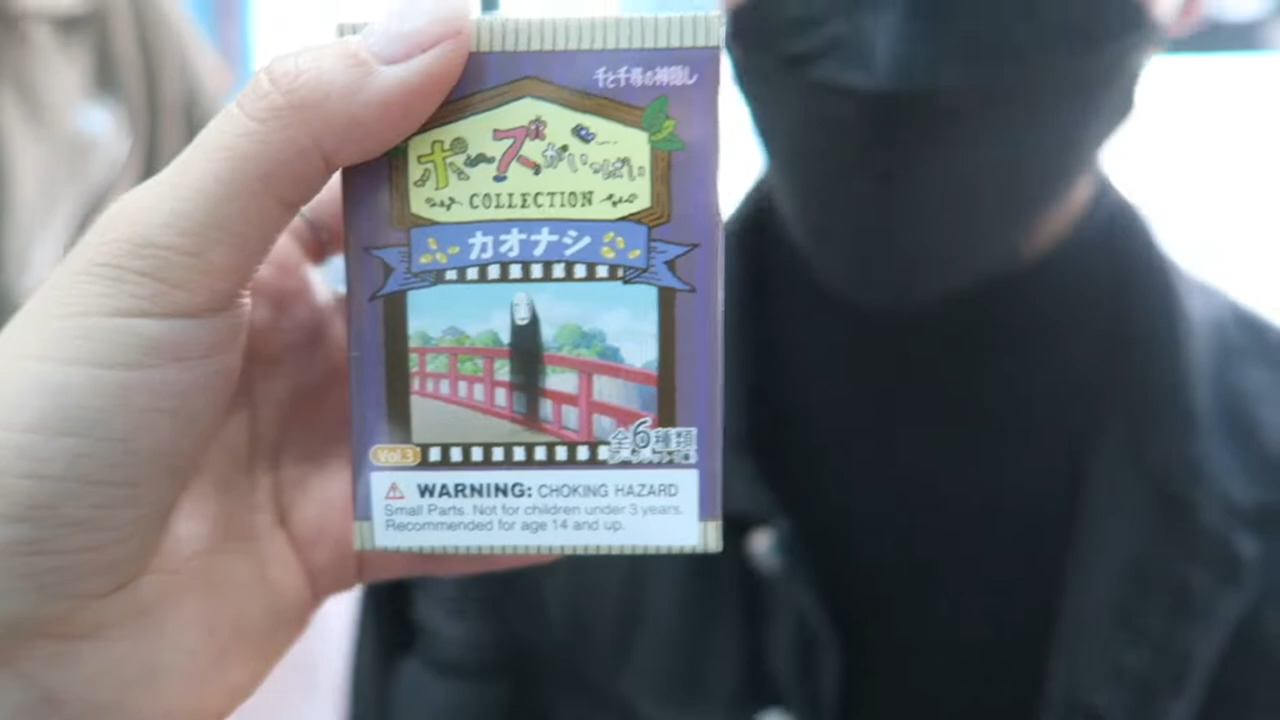 千と千尋の神隠し
ポーズがいっぱい
COLLECTION
カオナシ
Vol.3
全6種類
WARNING: CHOKING HAZARD
Small Parts. Not for children under 3 years.
Recommended for age 14 and up.